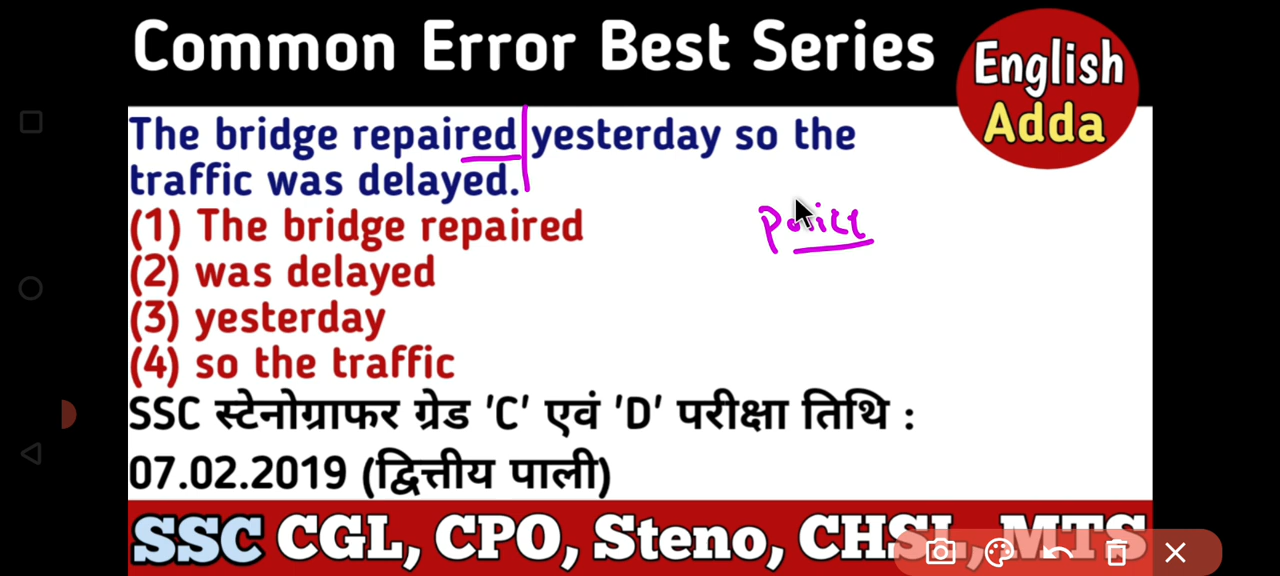 Common Error Best Series
English
Adda
The bridge repaired yesterday so the
traffic was delayed.
(1) The bridge repaired
(2) was delayed
(3) yesterday
(4) so the traffic
SSC स्टेनोग्राफर ग्रेड 'C' एवं 'D' परीक्षा तिथि :
07.02.2019 (द्वित्तीय पाली)
SSC CGL, CPO, Steno, CHSL, MTS